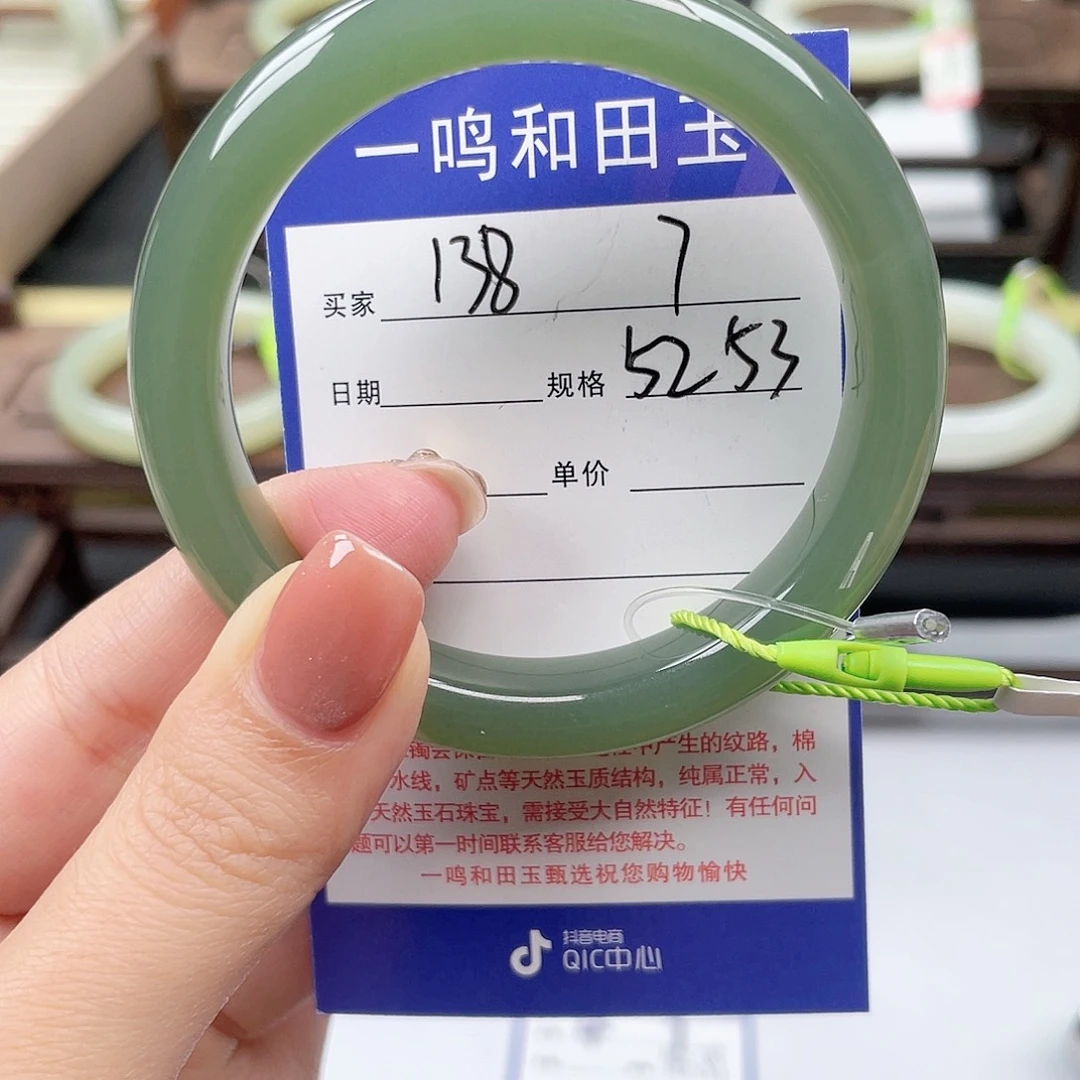 一鸣和田玉
买家 138 7
日期 规格 52 53
单价
产生的纹路，棉
水线，矿点等天然玉质结构，纯属正常，入
天然玉石珠宝，需接受大自然特征！有任何问
题可以第一时间联系客服给您解决。
一鸣和田玉甄选祝您购物愉快
抖音电商
QIC中心